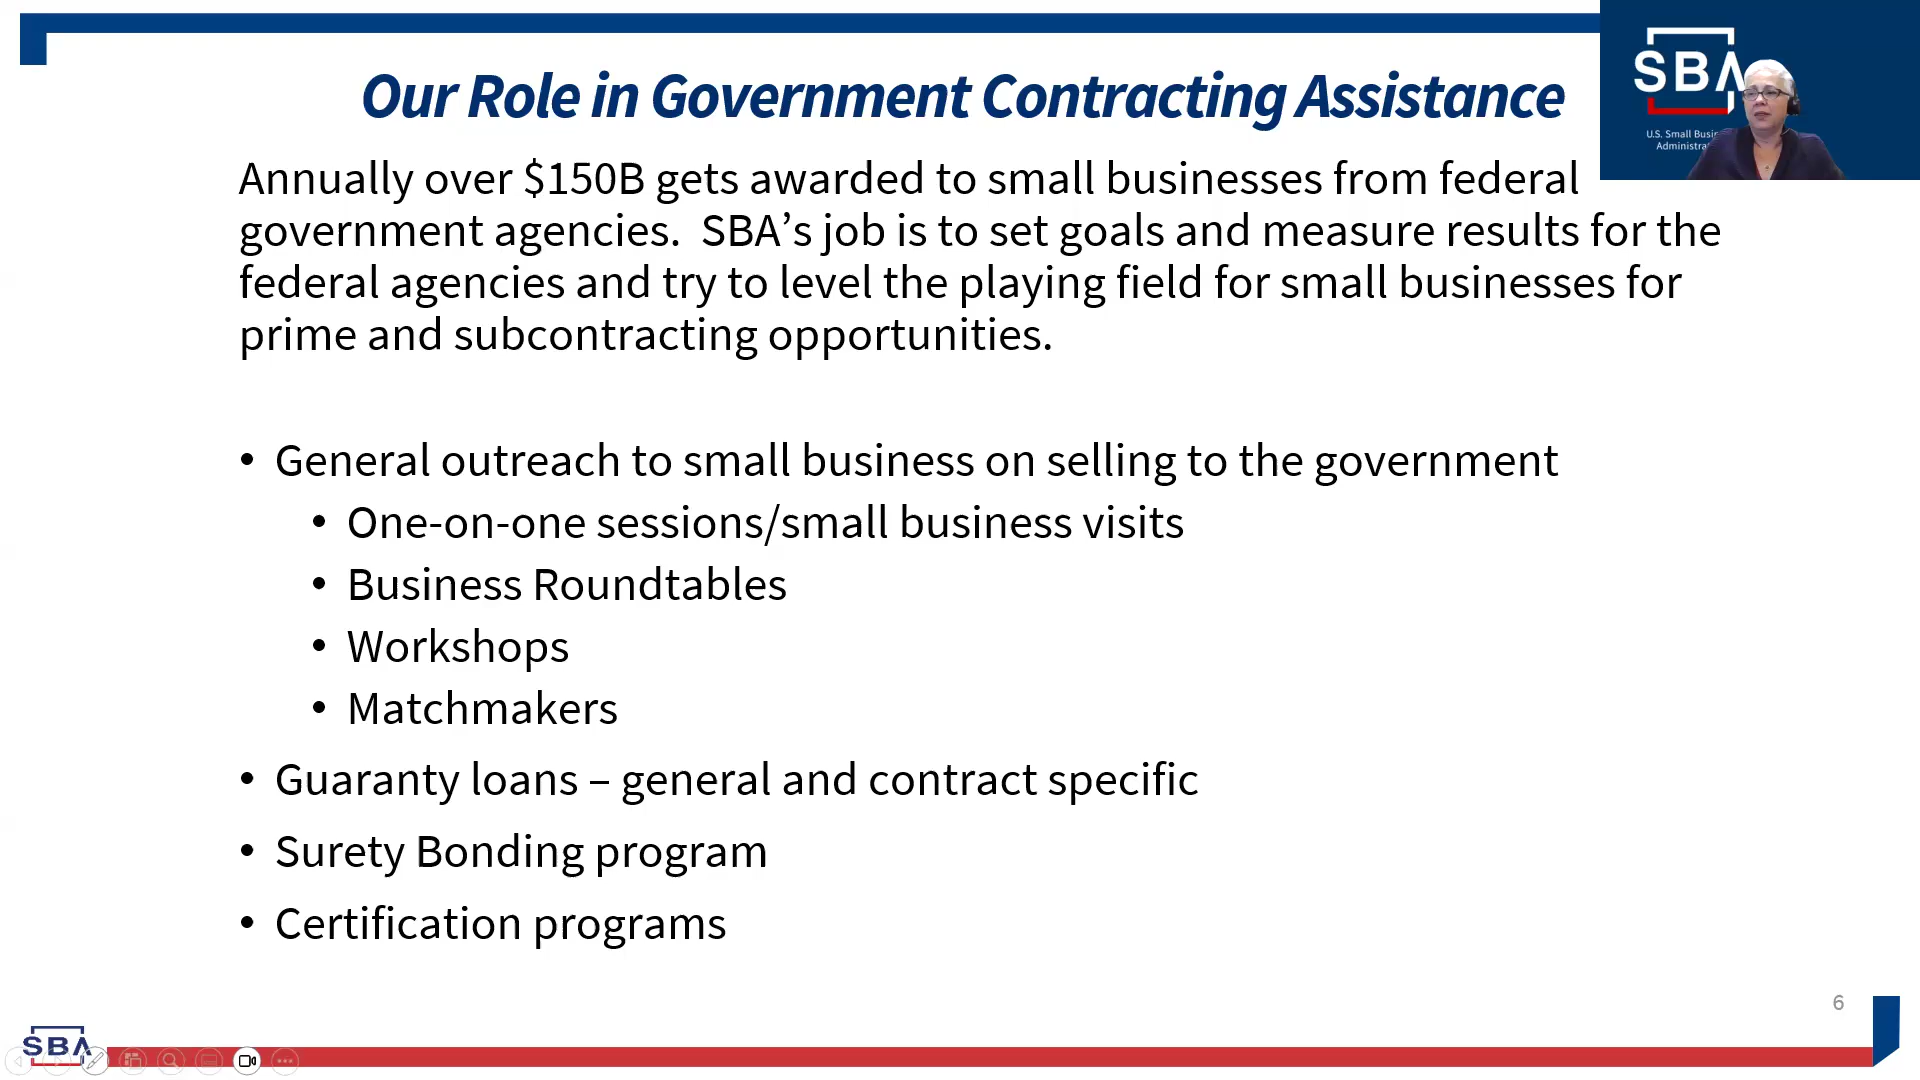 Our Role in Government Contracting Assistance
SBA
U.S. Small Busi
Administra
Annually over $150B gets awarded to small businesses from federal
government agencies.  SBA’s job is to set goals and measure results for the
federal agencies and try to level the playing field for small businesses for
prime and subcontracting opportunities.
• General outreach to small business on selling to the government
• One-on-one sessions/small business visits
• Business Roundtables
• Workshops
• Matchmakers
• Guaranty loans – general and contract specific
• Surety Bonding program
• Certification programs
6
SBA